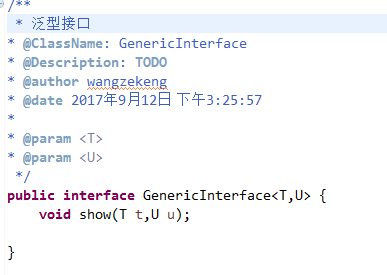 /**
 * 泛型接口
* @ClassName: GenericInterface
* @Description: TODO
* @author wangzekeng
* @date 2017年9月12日 下午3:25:57
*
* @param <T>
* @param <U>
 */
public interface GenericInterface<T,U> {
    void show(T t,U u);
}